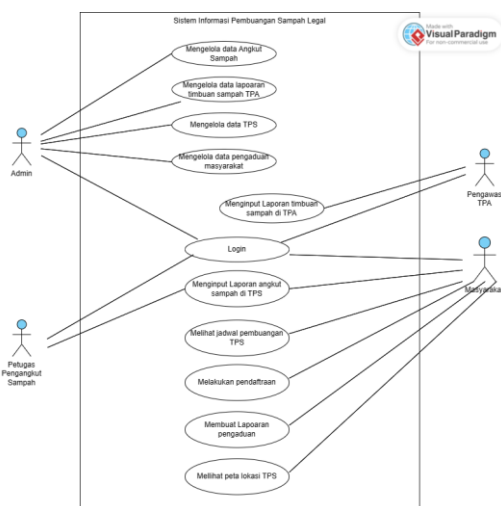 Sistem Informasi Pembuangan Sampah Legal
Made with
Visual Paradigm
For non-commercial use
Mengelola data Angkut
Sampah
Mengelola data lapoaran
timbuan sampah TPA
Mengelola data TPS
Mengelola data pengaduan
masyarakat
Admin
Pengawas
TPA
Menginput Laporan timbuan
sampah di TPA
Login
Menginput Laporan angkut
sampah di TPS
Masyarakat
Melihat jadwal pembuangan
TPS
Petugas
Pengangkut
Sampah
Melakukan pendaftraan
Membuat Lapoaran
pengaduan
Mellihat peta lokasi TPS